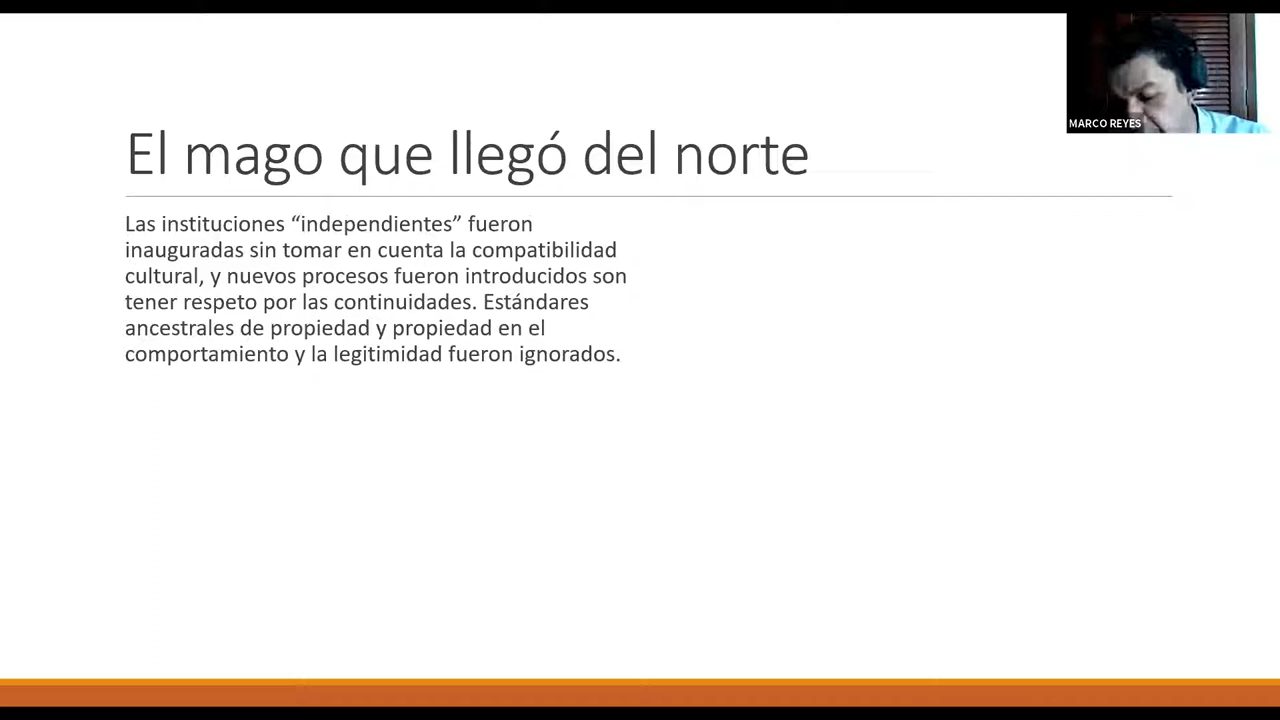 MARCO REYES
El mago que llegó del norte
Las instituciones “independientes” fueron
inauguradas sin tomar en cuenta la compatibilidad
cultural, y nuevos procesos fueron introducidos son
tener respeto por las continuidades. Estándares
ancestrales de propiedad y propiedad en el
comportamiento y la legitimidad fueron ignorados.